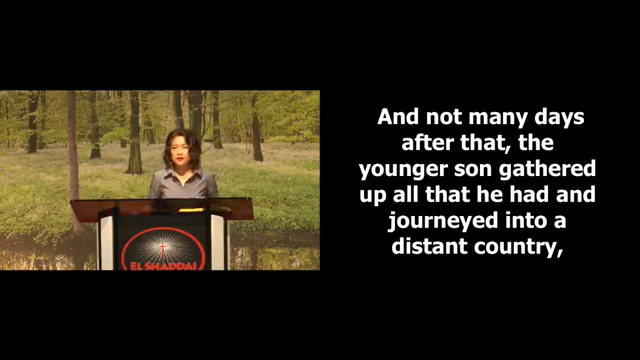 EL SHADDAI
And not many days
after that, the
younger son gathered
up all that he had and
journeyed into a
distant country,